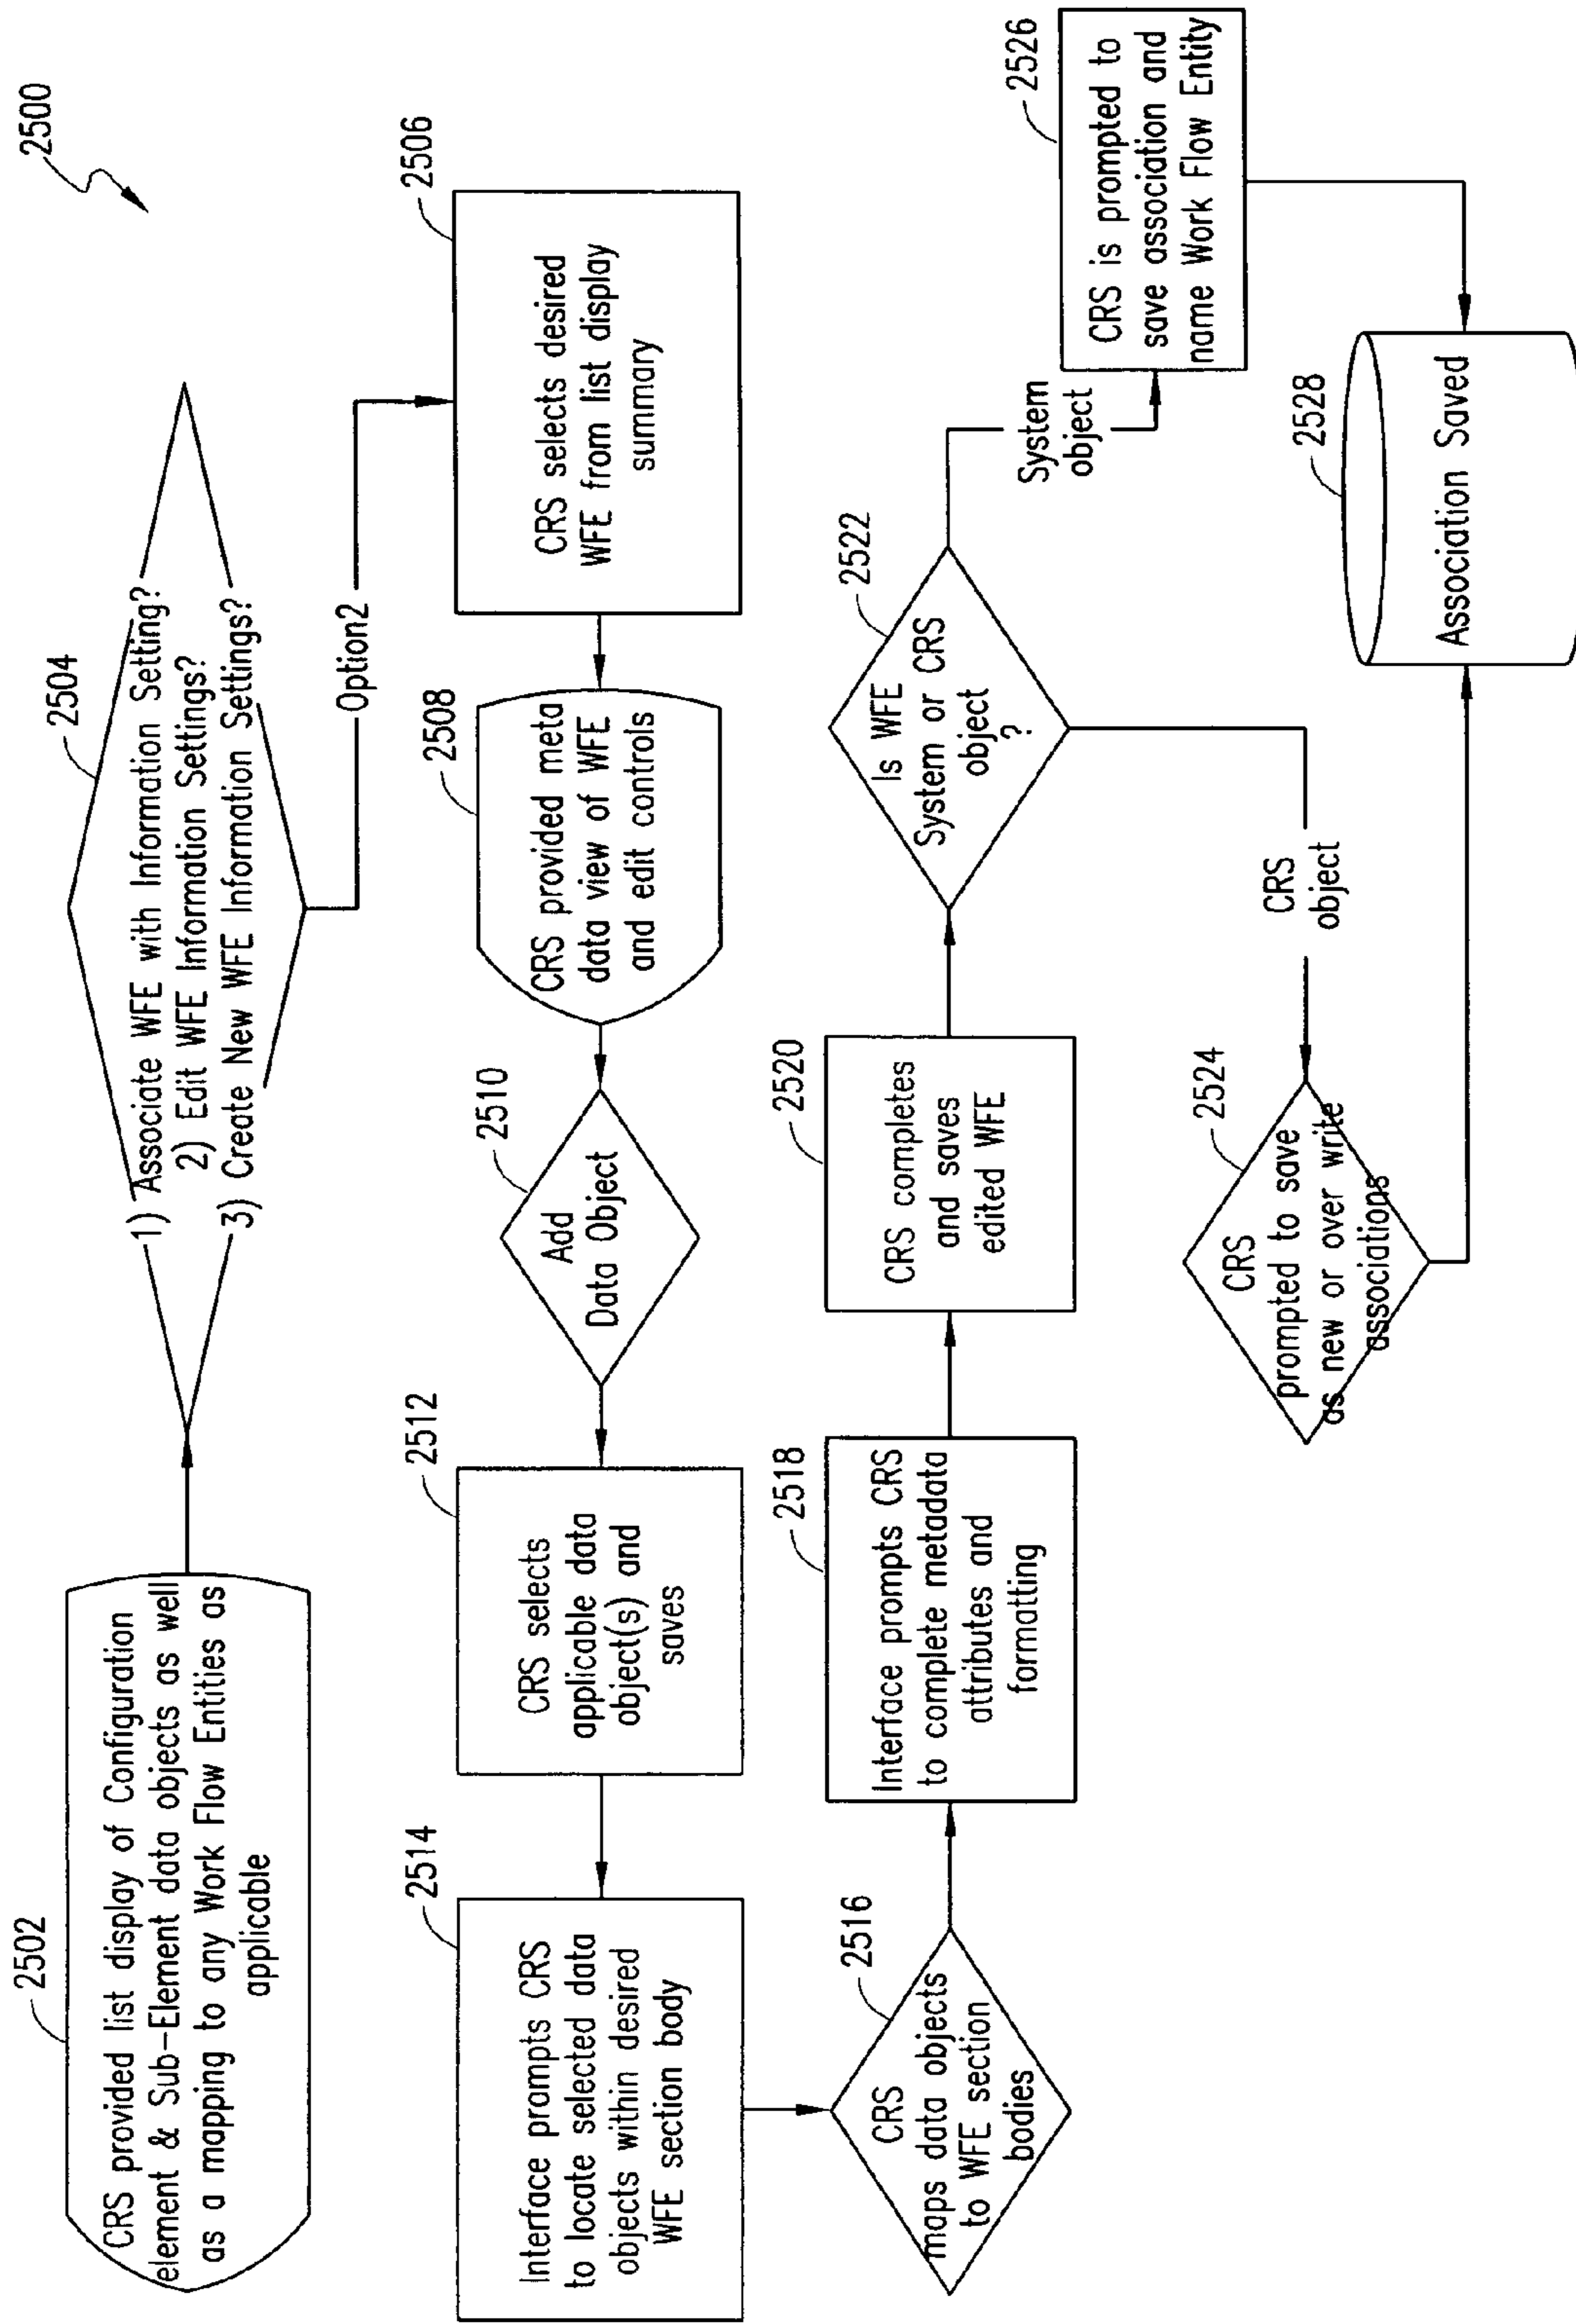 2500
2502
CRS provided list display of Configuration
element & Sub-Element data objects as well
as a mapping to any Work Flow Entities as
applicable
2504
1) Associate WFE with Information Setting?
2) Edit WFE Information Settings?
3) Create New WFE Information Settings?
Option2
2506
CRS selects desired
WFE from list display
summary
2508
CRS provided meta
data view of WFE
and edit controls
2510
Add
Data Object
2512
CRS selects
applicable data
object(s) and
saves
2514
Interface prompts CRS
to locate selected data
objects within desired
WFE section body
2516
CRS
maps data objects
to WFE section
bodies
2518
Interface prompts CRS
to complete metadata
attributes and
formatting
2520
CRS completes
and saves
edited WFE
2522
Is WFE
System or CRS
object
?
System
object
CRS
object
2524
CRS
prompted to save
as new or over write
associations
2526
CRS is prompted to
save association and
name Work Flow Entity
2528
Association Saved